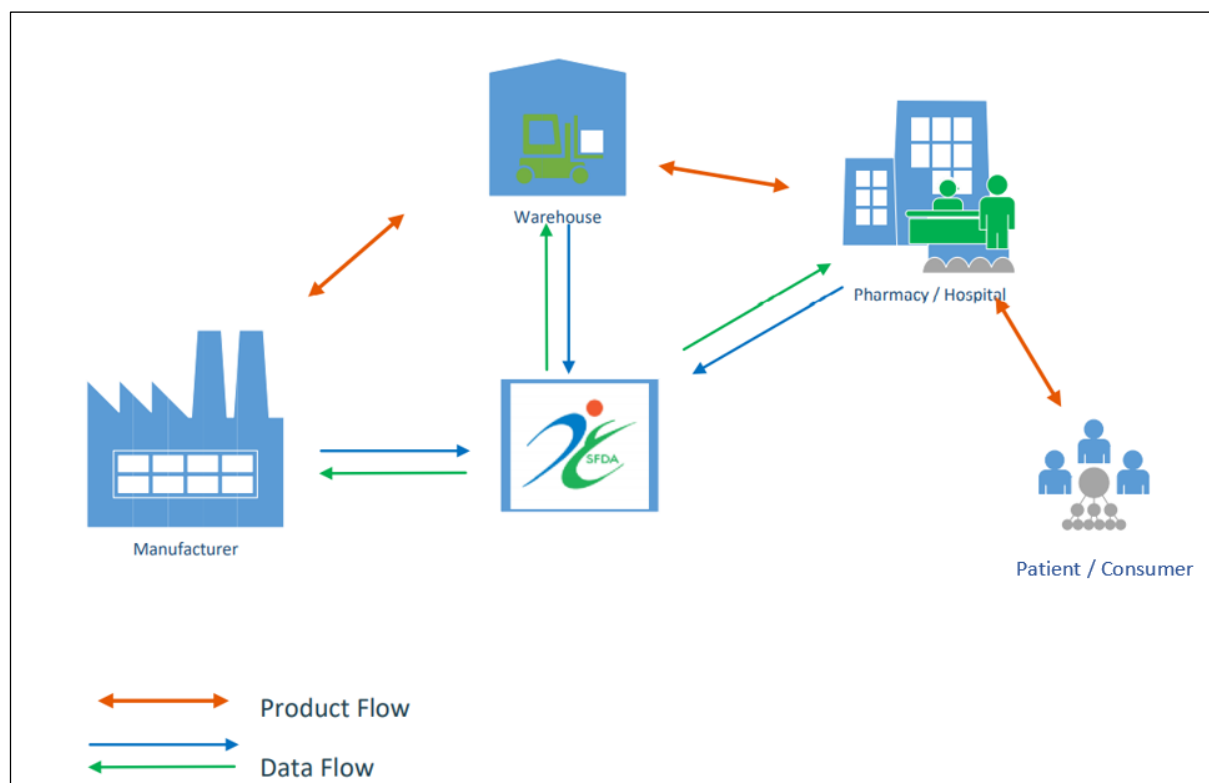 Warehouse
Pharmacy / Hospital
SFDA
Manufacturer
Patient / Consumer
Product Flow
Data Flow